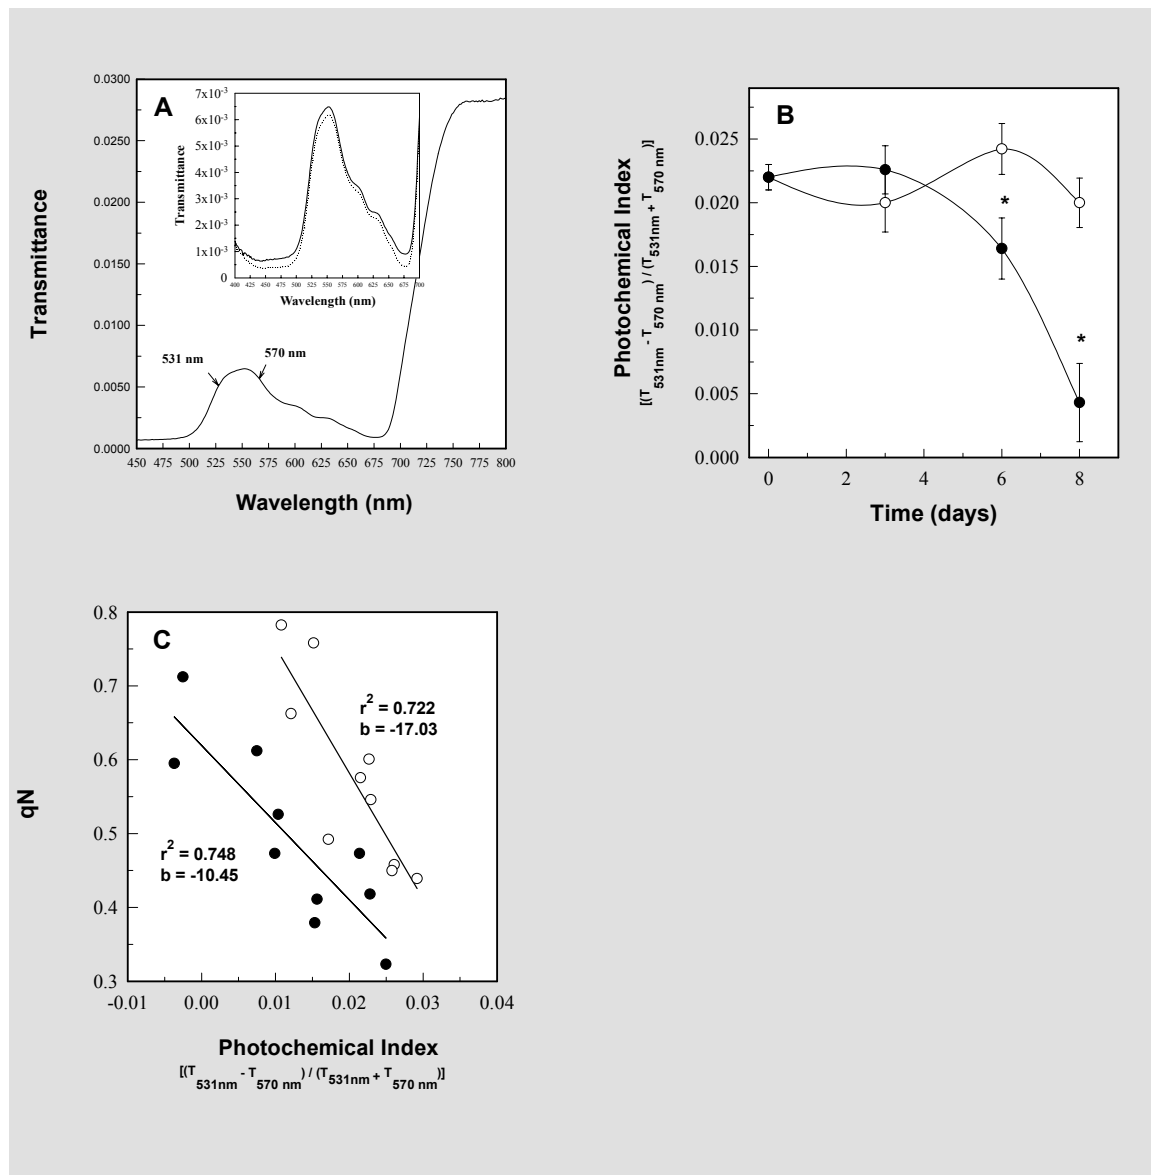 A
0.0300
0.0250
0.0200
0.0150
0.0100
0.0050
0.0000
Transmittance
450 475 500 525 550 575 600 625 650 675 700 725 750 775 800
Wavelength (nm)
531 nm
570 nm
7x10-3
6x10-3
5x10-3
4x10-3
3x10-3
2x10-3
1x10-3
0
Transmittance
400 425 450 475 500 525 550 575 600 625 650 675 700
Wavelength (nm)
B
0.025
0.020
0.015
0.010
0.005
0.000
Photochemical Index
[(T531nm - T570 nm) / (T531nm + T570 nm)]
*
*
0 2 4 6 8
Time (days)
C
0.8
0.7
0.6
0.5
0.4
0.3
qN
r2 = 0.722
b = -17.03
r2 = 0.748
b = -10.45
-0.01 0.00 0.01 0.02 0.03 0.04
Photochemical Index
[(T531nm - T570 nm) / (T531nm + T570 nm)]